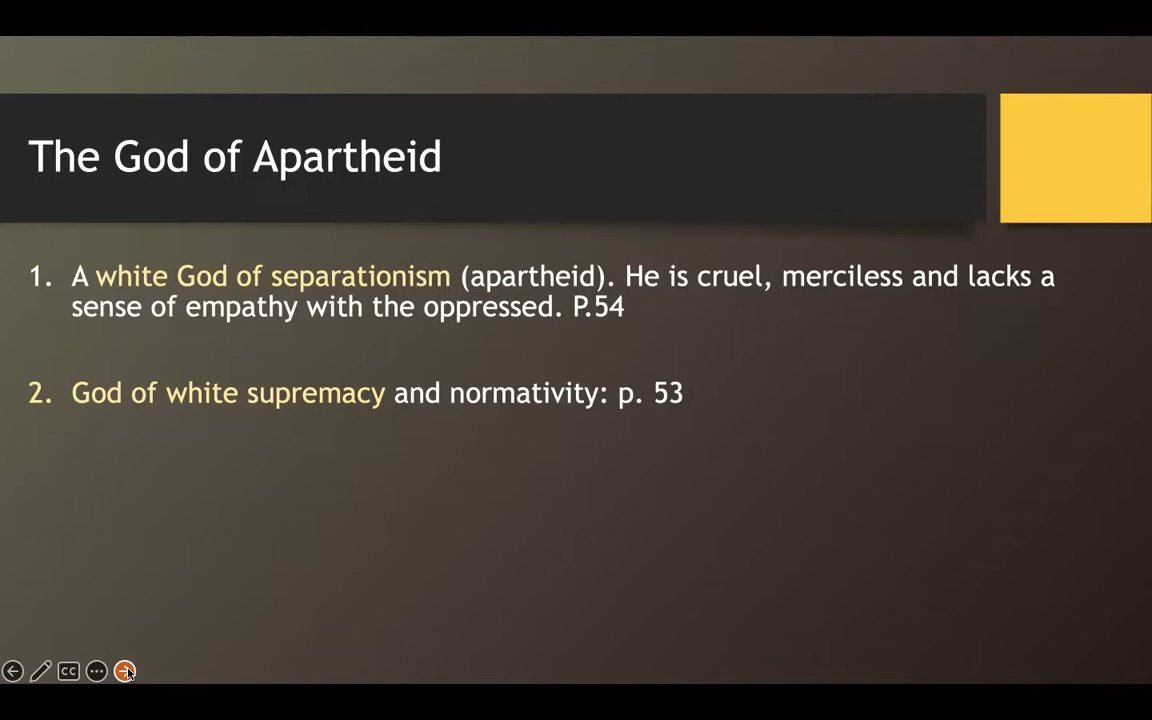 The God of Apartheid
1. A white God of separationism (apartheid). He is cruel, merciless and lacks a
sense of empathy with the oppressed. P.54
2. God of white supremacy and normativity: p. 53
CC